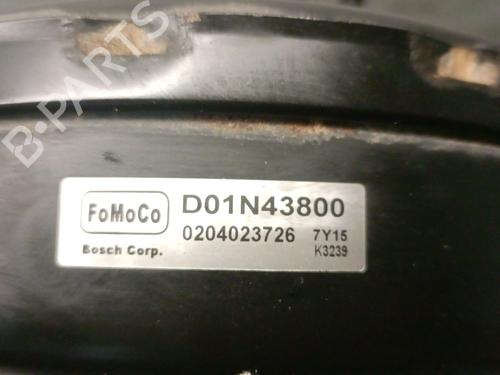 B-PARTS
FoMoCo D01N43800
Bosch Corp. 0204023726 7Y15
K3239